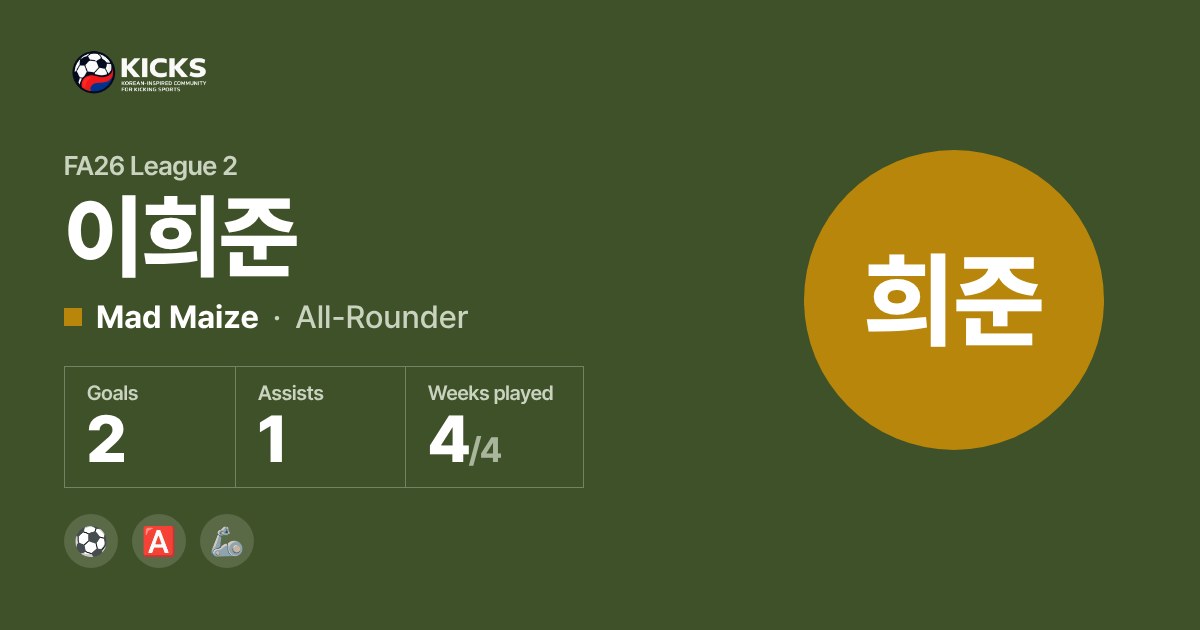 KICKS
KOREAN-INSPIRED COMMUNITY
FOR KICKING SPORTS
FA26 League 2
이희준
Mad Maize · All-Rounder
희준
Goals Assists Weeks played
2 1 4/4
A